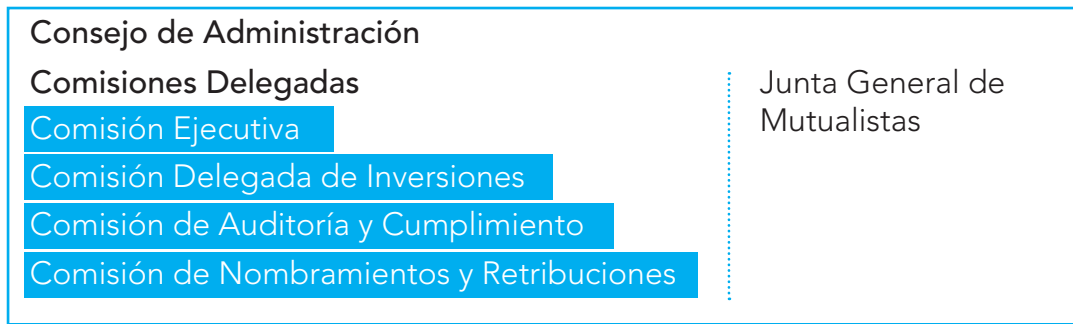 Consejo de Administración
Comisiones Delegadas
Comisión Ejecutiva
Comisión Delegada de Inversiones
Comisión de Auditoría y Cumplimiento
Comisión de Nombramientos y Retribuciones
Junta General de
Mutualistas